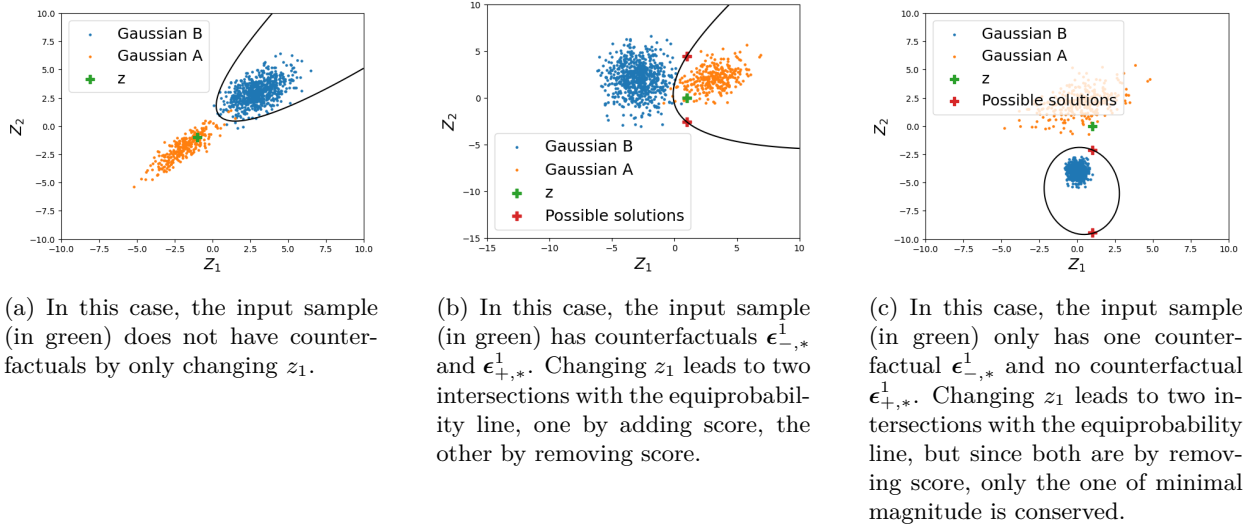 10.0
7.5
5.0
2.5
0.0
−2.5
−5.0
−7.5
−10.0
Z2
Gaussian B
Gaussian A
z
−10.0 −7.5 −5.0 −2.5 0.0 2.5 5.0 7.5 10.0
Z1
(a) In this case, the input sample
(in green) does not have counter-
factuals by only changing z1.
10
5
0
−5
−10
−15
Z2
Gaussian B
Gaussian A
z
Possible solutions
−15 −10 −5 0 5 10
Z1
(b) In this case, the input sample
(in green) has counterfactuals ϵ¹₋,∗
and ϵ¹₊,∗. Changing z1 leads to two
intersections with the equiprobabil-
ity line, one by adding score, the
other by removing score.
10.0
7.5
5.0
2.5
0.0
−2.5
−5.0
−7.5
−10.0
Z2
Gaussian B
Gaussian A
z
Possible solutions
−10.0 −7.5 −5.0 −2.5 0.0 2.5 5.0 7.5 10.0
Z1
(c) In this case, the input sample
(in green) only has one counter-
factual ϵ¹₋,∗ and no counterfactual
ϵ¹₊,∗. Changing z1 leads to two in-
tersections with the equiprobability
line, but since both are by remov-
ing score, only the one of minimal
magnitude is conserved.